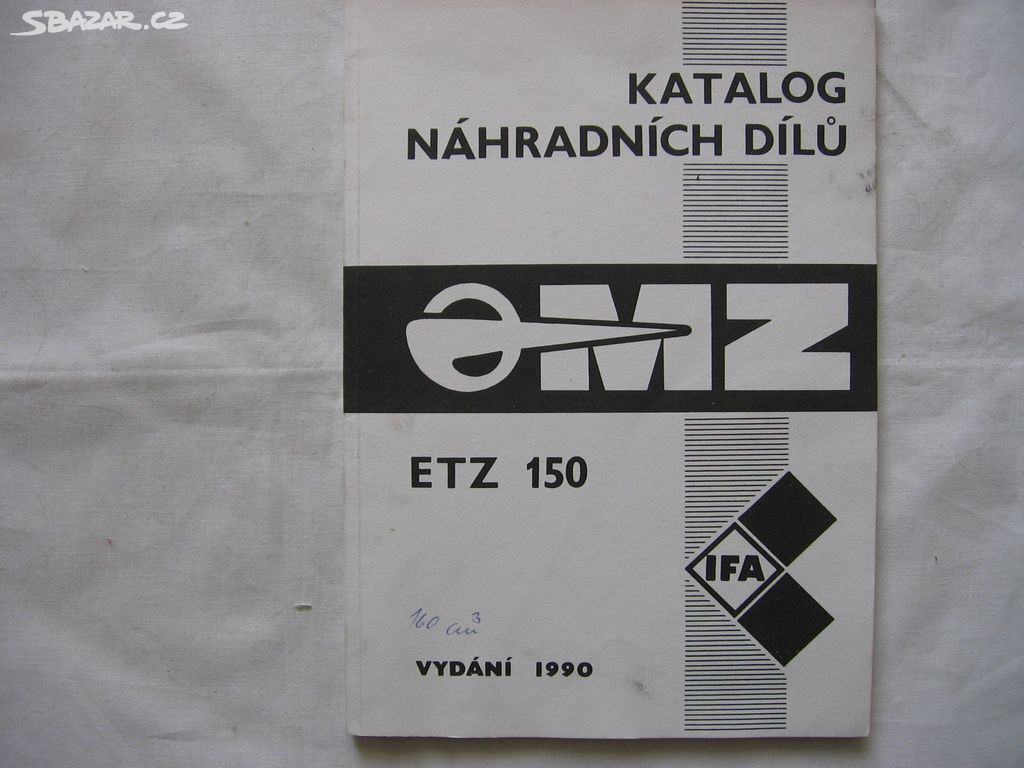 SBAZAR.CZ
KATALOG
NÁHRADNÍCH DÍLŮ
MZ
ETZ 150
IFA
160 cm³
VYDÁNÍ 1990